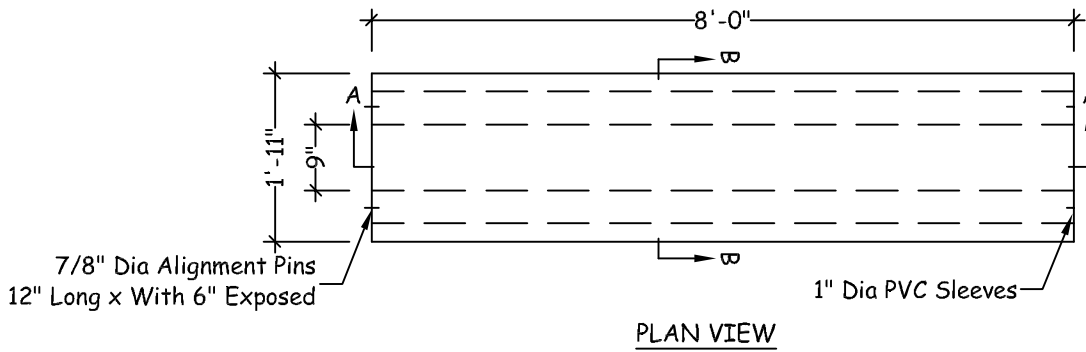 8'-0"
B
A
1'-11"
9"
7/8" Dia Alignment Pins
12" Long x With 6" Exposed
B
1" Dia PVC Sleeves
PLAN VIEW